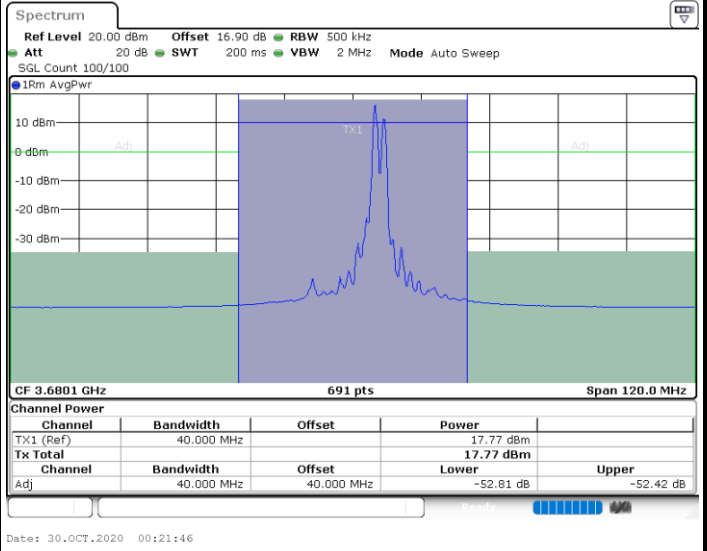 Spectrum
Ref Level 20.00 dBm Offset 16.90 dB RBW 500 kHz
Att 20 dB SWT 200 ms VBW 2 MHz Mode Auto Sweep
SGL Count 100/100
1Rm AvgPwr
10 dBm
TX1
Adj
Adj
0 dBm
-10 dBm
-20 dBm
-30 dBm
CF 3.6801 GHz 691 pts Span 120.0 MHz
Channel Power
Channel Bandwidth Offset Power
TX1 (Ref) 40.000 MHz 17.77 dBm
Tx Total 17.77 dBm
Channel Bandwidth Offset Lower Upper
Adj 40.000 MHz 40.000 MHz -52.81 dB -52.42 dB
Ready
Date: 30.OCT.2020 00:21:46